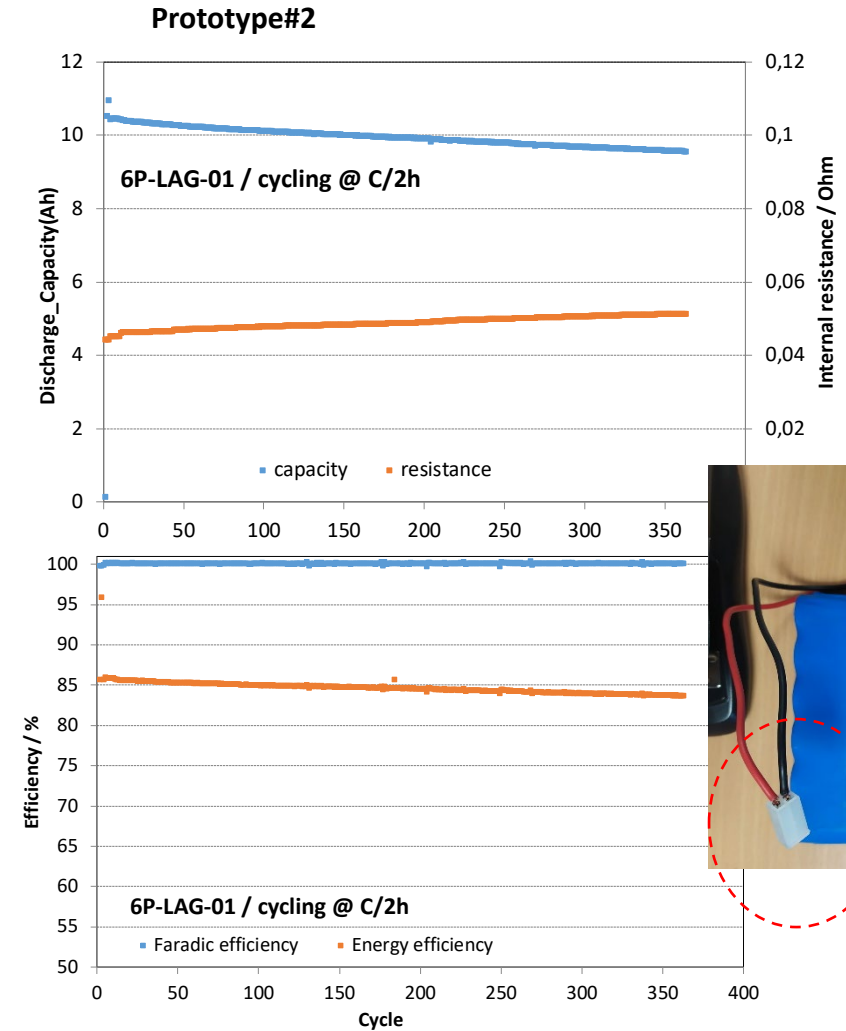 Prototype#2
12
10
8
6
4
2
0
Discharge_Capacity(Ah)
0,12
0,1
0,08
0,06
0,04
0,02
Internal resistance / Ohm
6P-LAG-01 / cycling @ C/2h
capacity
resistance
0 50 100 150 200 250 300 350
100
95
90
85
80
75
70
65
60
55
50
Efficiency / %
6P-LAG-01 / cycling @ C/2h
Faradic efficiency
Energy efficiency
0 50 100 150 200 250 300 350 400
Cycle